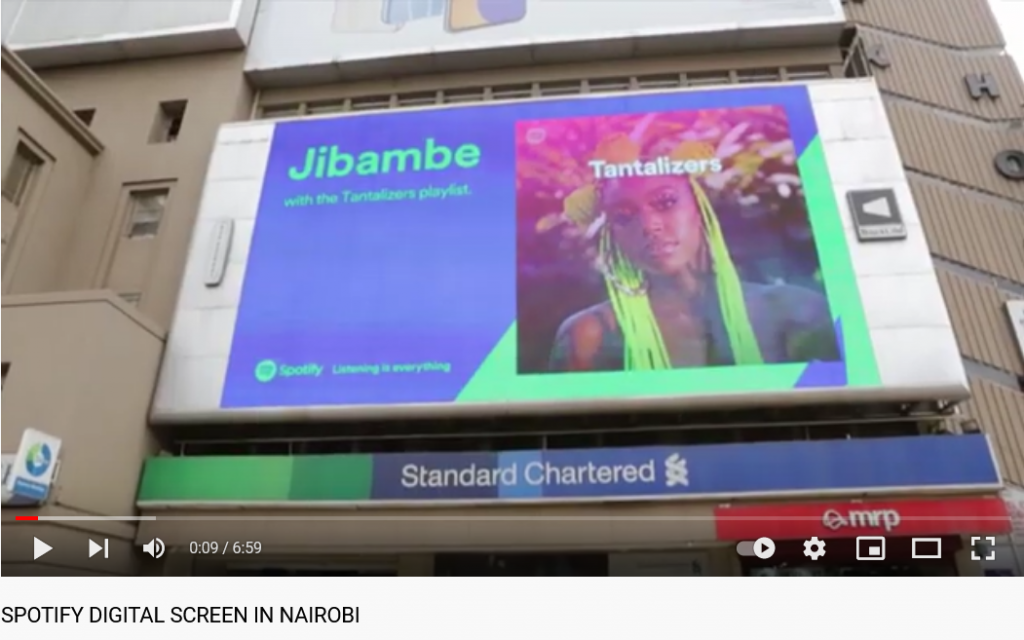 Jibambe
with the Tantalizers playlist.
Tantalizers
Spotify Listening is everything
H
O
Standard Chartered
mrp
0:09 / 6:59
SPOTIFY DIGITAL SCREEN IN NAIROBI